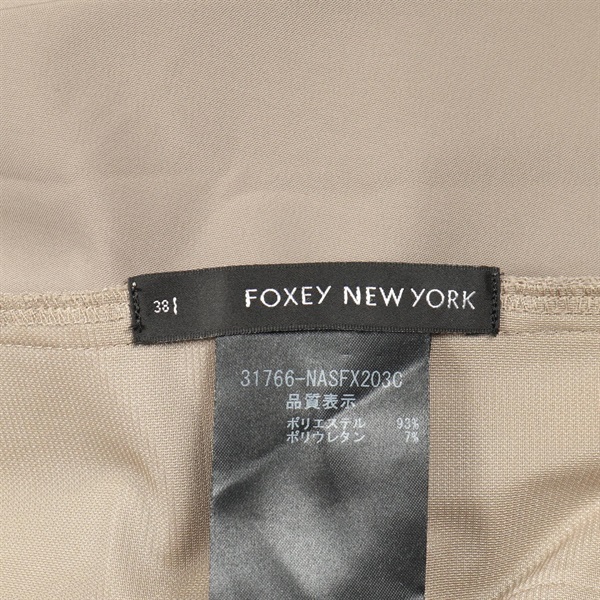 38
FOXEY NEW YORK
31766-NASFX203C
品質表示
ポリエステル 93%
ポリウレタン 7%